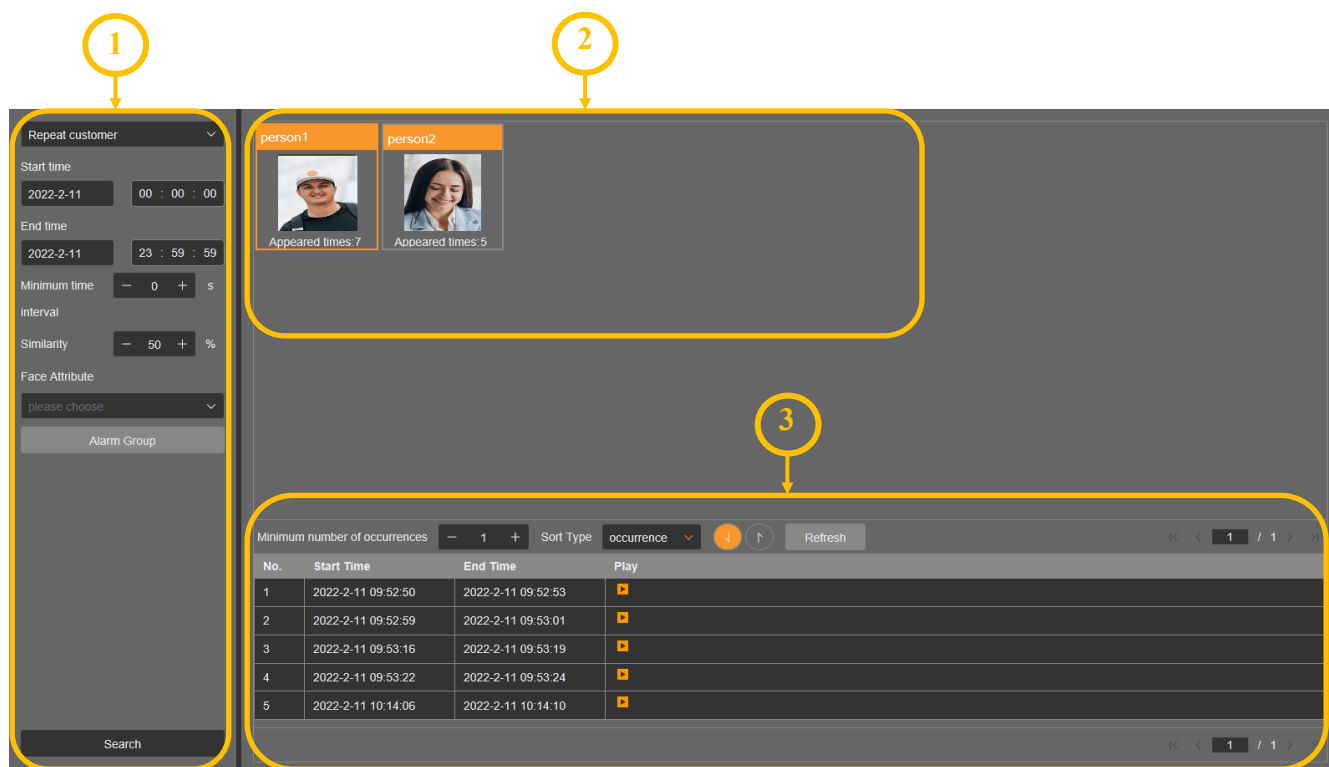 1
2
Repeat customer
Start time
2022-2-11 00 : 00 : 00
End time
2022-2-11 23 : 59 : 59
Minimum time
interval
− 0 + s
Similarity − 50 + %
Face Attribute
please choose
Alarm Group
Search
person1 person2
Appeared times:7 Appeared times:5
3
Minimum number of occurrences − 1 + Sort Type occurrence Refresh 1 / 1
No. Start Time End Time Play
1 2022-2-11 09:52:50 2022-2-11 09:52:53
2 2022-2-11 09:52:59 2022-2-11 09:53:01
3 2022-2-11 09:53:16 2022-2-11 09:53:19
4 2022-2-11 09:53:22 2022-2-11 09:53:24
5 2022-2-11 10:14:06 2022-2-11 10:14:10
1 / 1